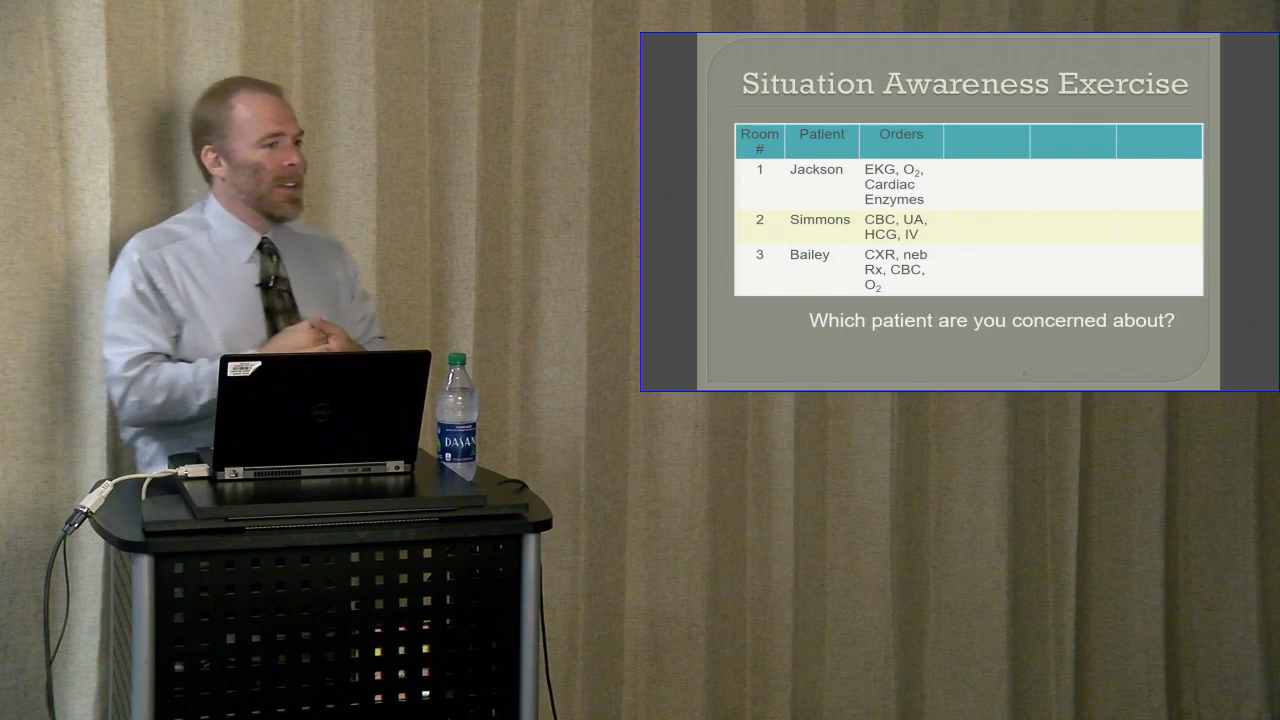 Situation Awareness Exercise
Room
#
Patient
Orders
1
Jackson
EKG, O₂,
Cardiac
Enzymes
2
Simmons
CBC, UA,
HCG, IV
3
Bailey
CXR, neb
Rx, CBC,
O₂
Which patient are you concerned about?
DELL
DASANI